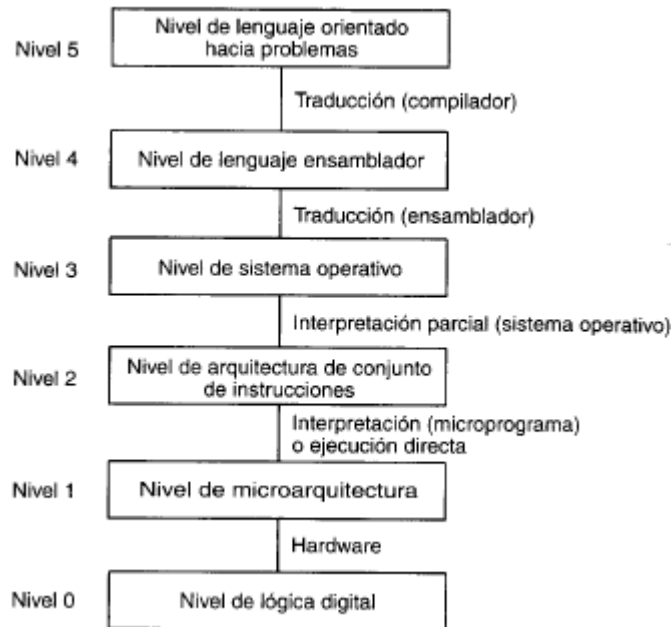 Nivel 5
Nivel de lenguaje orientado
hacia problemas
Traducción (compilador)
Nivel 4
Nivel de lenguaje ensamblador
Traducción (ensamblador)
Nivel 3
Nivel de sistema operativo
Interpretación parcial (sistema operativo)
Nivel 2
Nivel de arquitectura de conjunto
de instrucciones
Interpretación (microprograma)
o ejecución directa
Nivel 1
Nivel de microarquitectura
Hardware
Nivel 0
Nivel de lógica digital